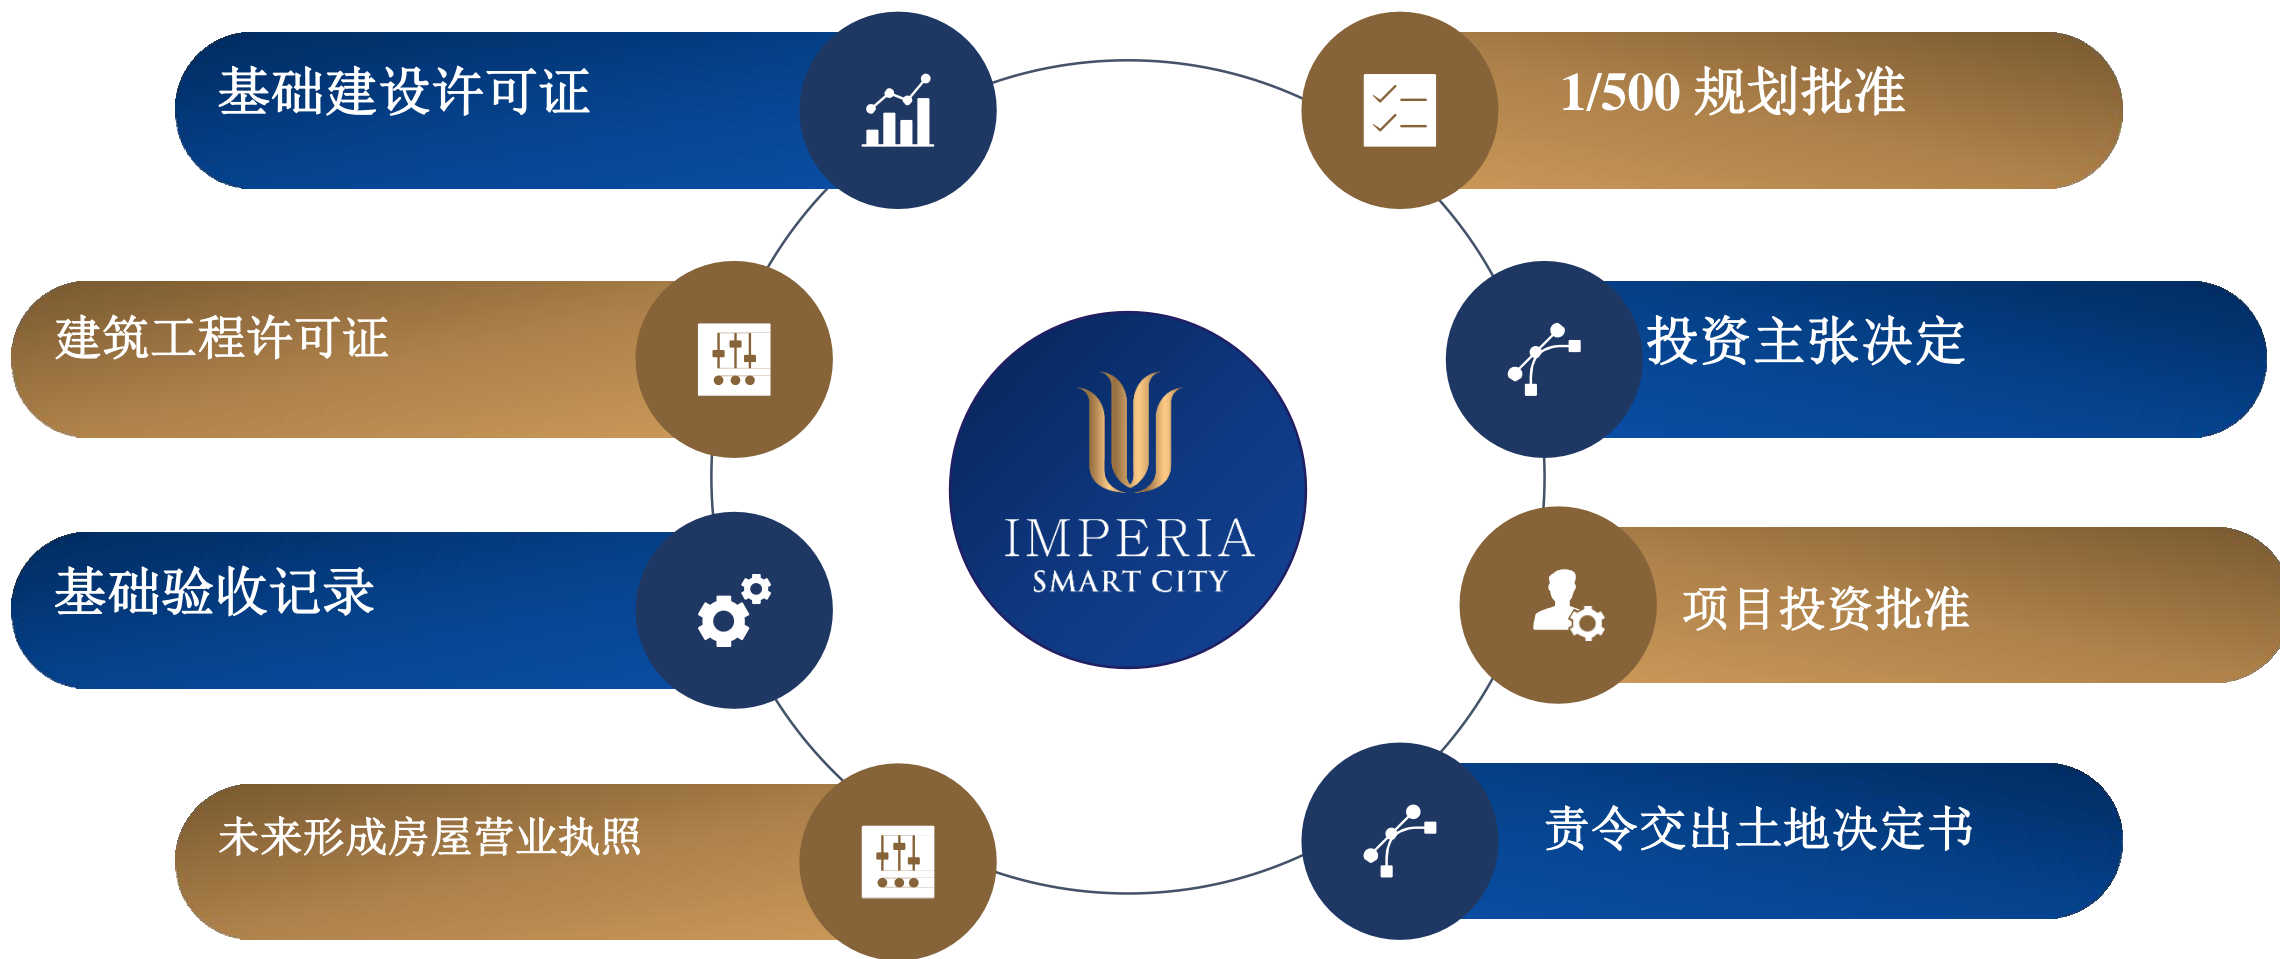 基础建设许可证
1/500 规划批准
建筑工程许可证
投资主张决定
IMPERIA
SMART CITY
基础验收记录
项目投资批准
未来形成房屋营业执照
责令交出土地决定书